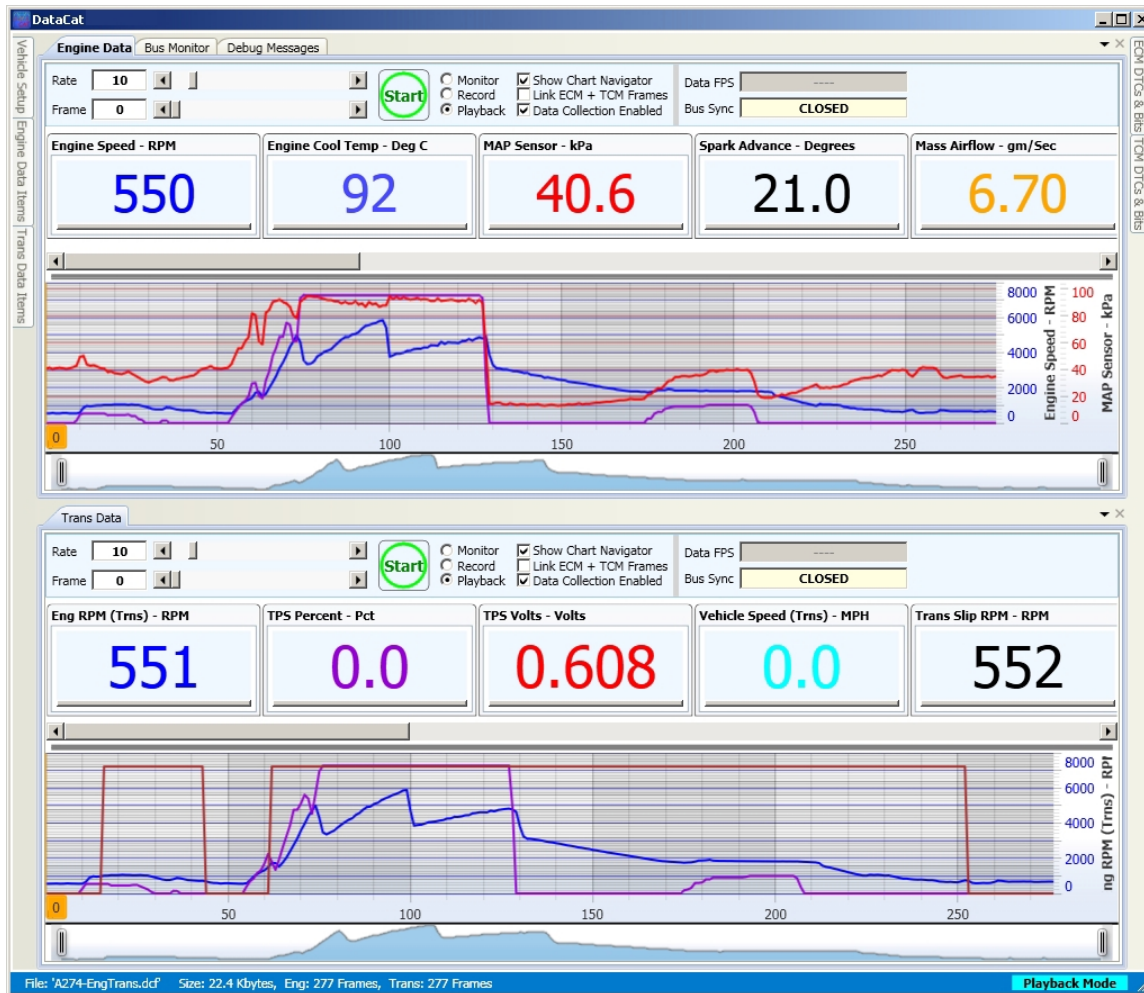 DataCat
Vehicle Setup
Engine Data Items
Trans Data Items
ECM DTCs & Bits
TCM DTCs & Bits
Engine Data Bus Monitor Debug Messages
Rate 10 Start Monitor Show Chart Navigator Data FPS ----
Record Link ECM + TCM Frames
Frame 0 Playback Data Collection Enabled Bus Sync CLOSED
Engine Speed - RPM Engine Cool Temp - Deg C MAP Sensor - kPa Spark Advance - Degrees Mass Airflow - gm/Sec
550 92 40.6 21.0 6.70
8000 100
80
6000
60
4000
40
2000
20
0 0
Engine Speed - RPM
MAP Sensor - kPa
0 50 100 150 200 250
Trans Data
Rate 10 Start Monitor Show Chart Navigator Data FPS ----
Record Link ECM + TCM Frames
Frame 0 Playback Data Collection Enabled Bus Sync CLOSED
Eng RPM (Trns) - RPM TPS Percent - Pct TPS Volts - Volts Vehicle Speed (Trns) - MPH Trans Slip RPM - RPM
551 0.0 0.608 0.0 552
8000
6000
4000
2000
0
ng RPM (Trns) - RPI
0 50 100 150 200 250
File: 'A274-EngTrans.dcf' Size: 22.4 Kbytes, Eng: 277 Frames, Trans: 277 Frames Playback Mode